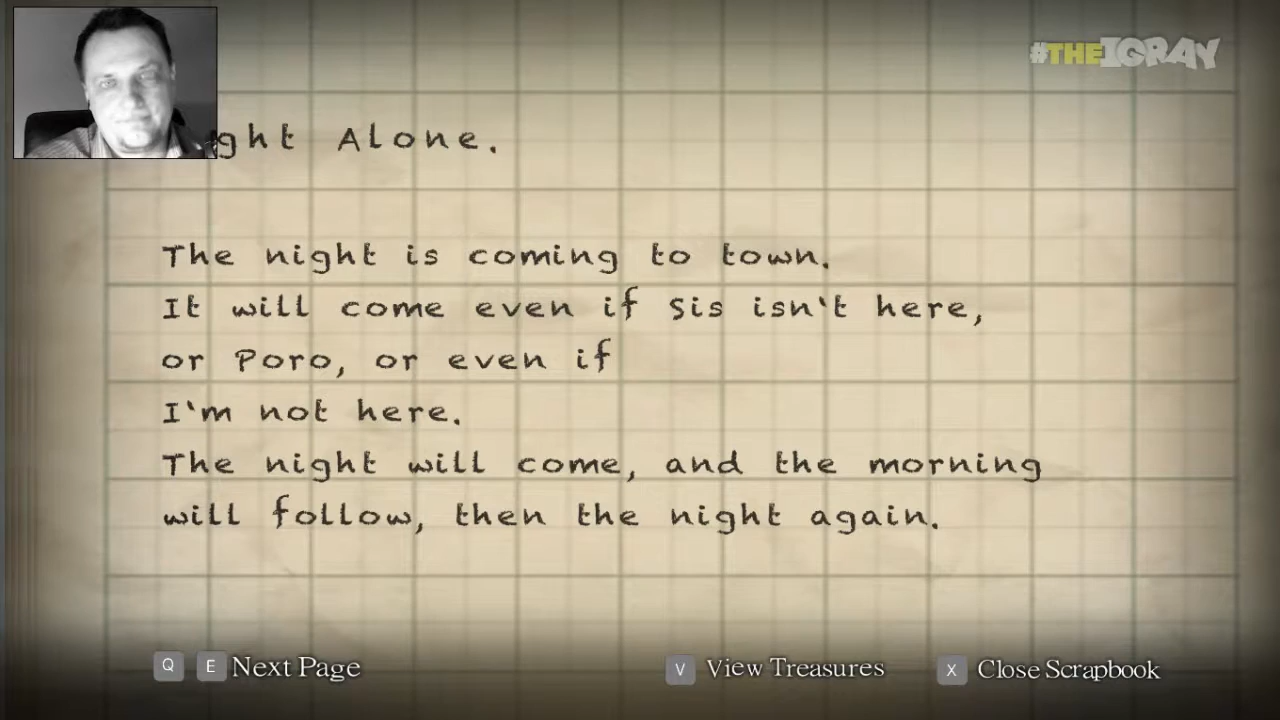 #THEIGRAY
ght Alone.
The night is coming to town.
It will come even if Sis isn't here,
or Poro, or even if
I'm not here.
The night will come, and the morning
will follow, then the night again.
Q E Next Page
V View Treasures
X Close Scrapbook